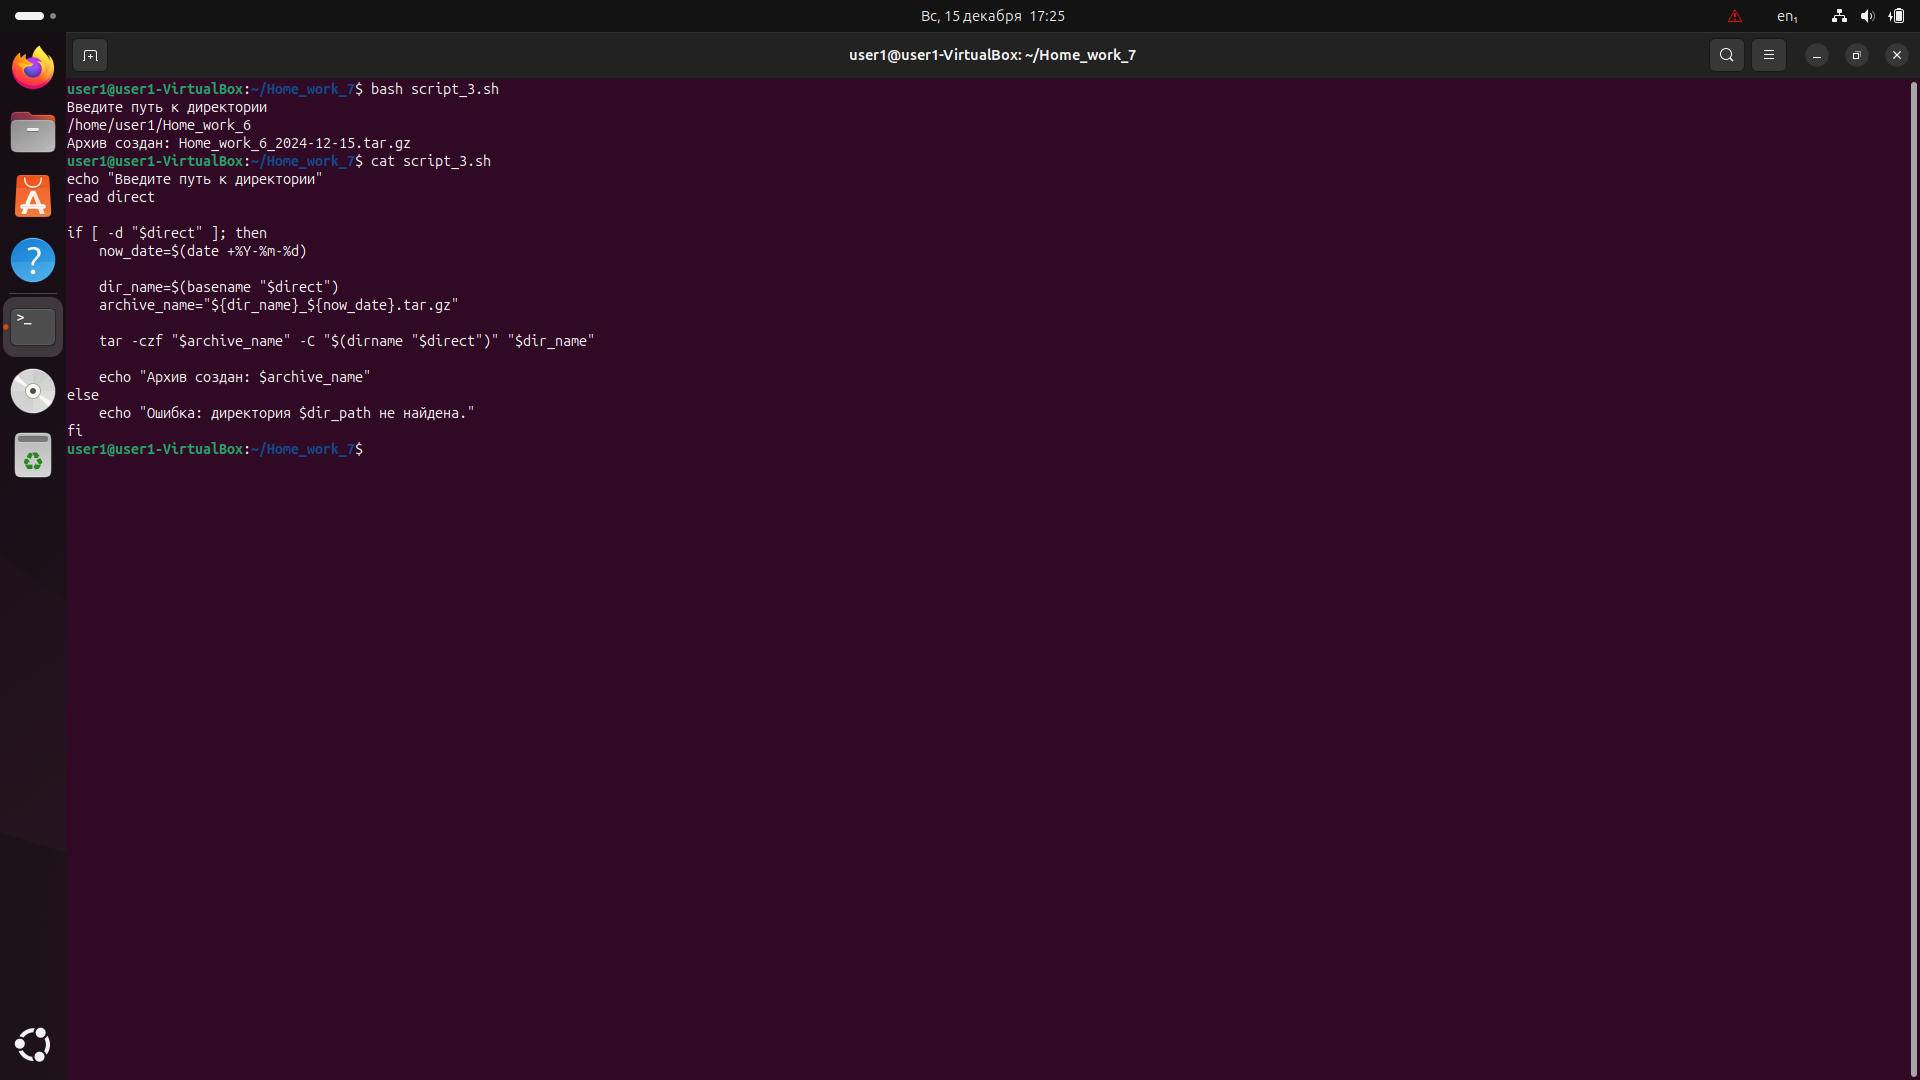 Вс, 15 декабря 17:25
en₁
user1@user1-VirtualBox: ~/Home_work_7
user1@user1-VirtualBox:~/Home_work_7$ bash script_3.sh
Введите путь к директории
/home/user1/Home_work_6
Архив создан: Home_work_6_2024-12-15.tar.gz
user1@user1-VirtualBox:~/Home_work_7$ cat script_3.sh
echo "Введите путь к директории"
read direct

if [ -d "$direct" ]; then
    now_date=$(date +%Y-%m-%d)

    dir_name=$(basename "$direct")
    archive_name="${dir_name}_${now_date}.tar.gz"

    tar -czf "$archive_name" -C "$(dirname "$direct")" "$dir_name"

    echo "Архив создан: $archive_name"
else
    echo "Ошибка: директория $dir_path не найдена."
fi
user1@user1-VirtualBox:~/Home_work_7$